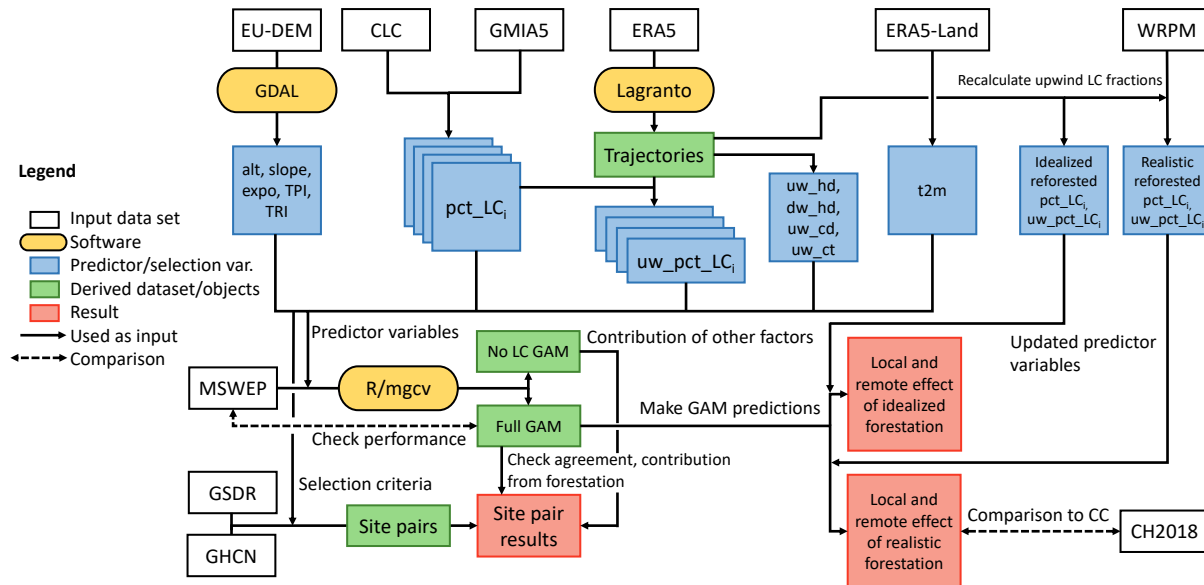 EU-DEM
CLC
GMIA5
ERA5
ERA5-Land
WRPM
GDAL
Lagranto
Recalculate upwind LC fractions
Trajectories
alt, slope,
expo, TPI,
TRI
pct_LCi
uw_pct_LCi
uw_hd,
dw_hd,
uw_cd,
uw_ct
t2m
Idealized
reforested
pct_LCi,
uw_pct_LCi
Realistic
reforested
pct_LCi,
uw_pct_LCi
Legend
Input data set
Software
Predictor/selection var.
Derived dataset/objects
Result
Used as input
Comparison
Predictor variables
Contribution of other factors
Updated predictor
variables
No LC GAM
MSWEP
R/mgcv
Full GAM
Make GAM predictions
Check performance
Local and
remote effect
of idealized
forestation
Check agreement, contribution
from forestation
Selection criteria
GSDR
GHCN
Site pairs
Site pair
results
Local and
remote effect
of realistic
forestation
Comparison to CC
CH2018